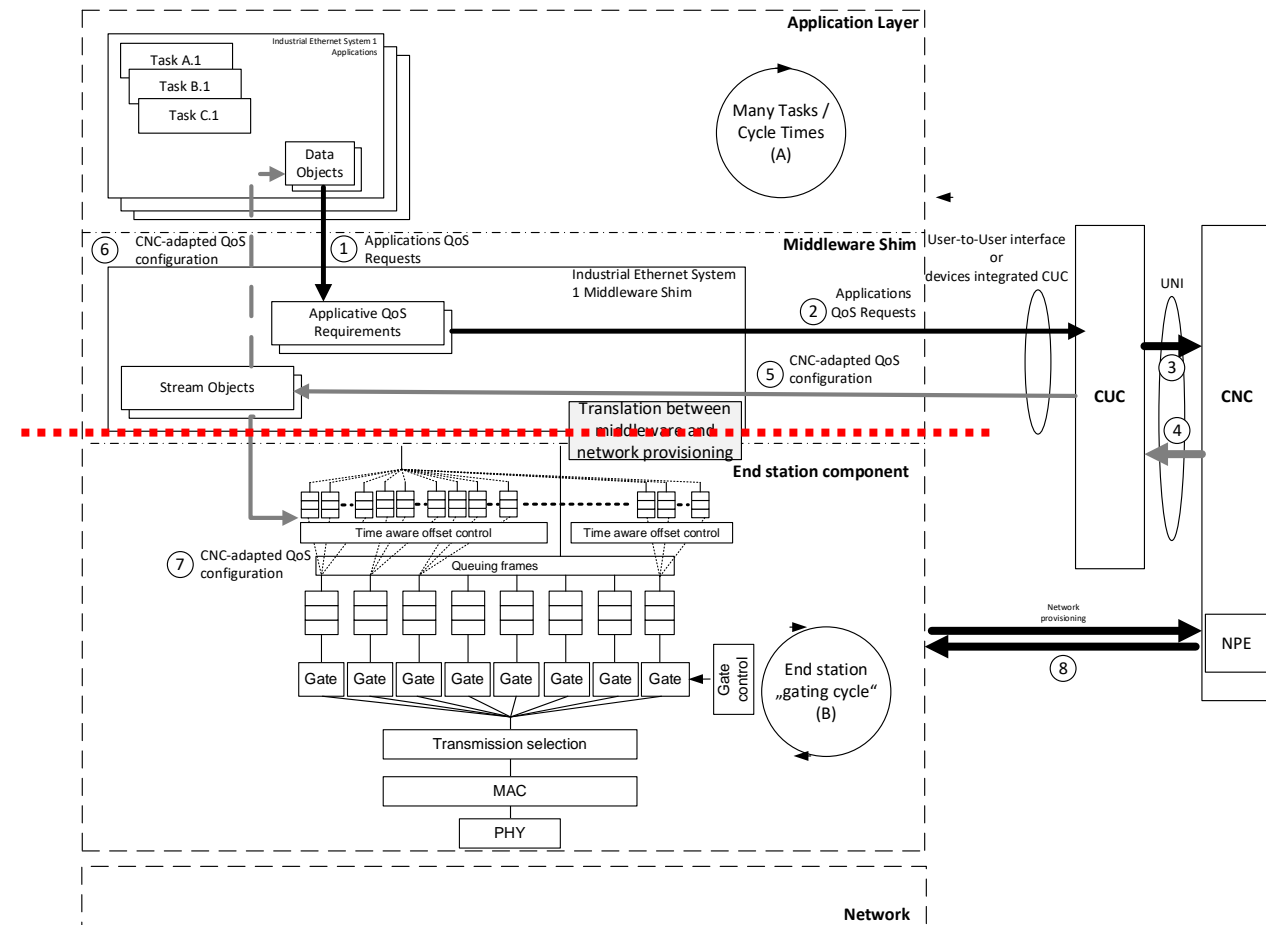 Application Layer
Industrial Ethernet System 1
Applications
Task A.1
Task B.1
Task C.1
Data
Objects
Many Tasks /
Cycle Times
(A)
6
CNC-adapted QoS
configuration
1
Applications QoS
Requests
Middleware Shim
User-to-User interface
or
devices integrated CUC
Industrial Ethernet System
1 Middleware Shim
UNI
Applicative QoS
Requirements
2
Applications
QoS Requests
3
Stream Objects
5
CNC-adapted QoS
configuration
CUC
CNC
4
Translation between
middleware and
network provisioning
End station component
Time aware offset control
Time aware offset control
7
CNC-adapted QoS
configuration
Queuing frames
Network
provisioning
NPE
8
Gate
Gate
Gate
Gate
Gate
Gate
Gate
Gate
Gate
control
End station
„gating cycle“
(B)
Transmission selection
MAC
PHY
Network